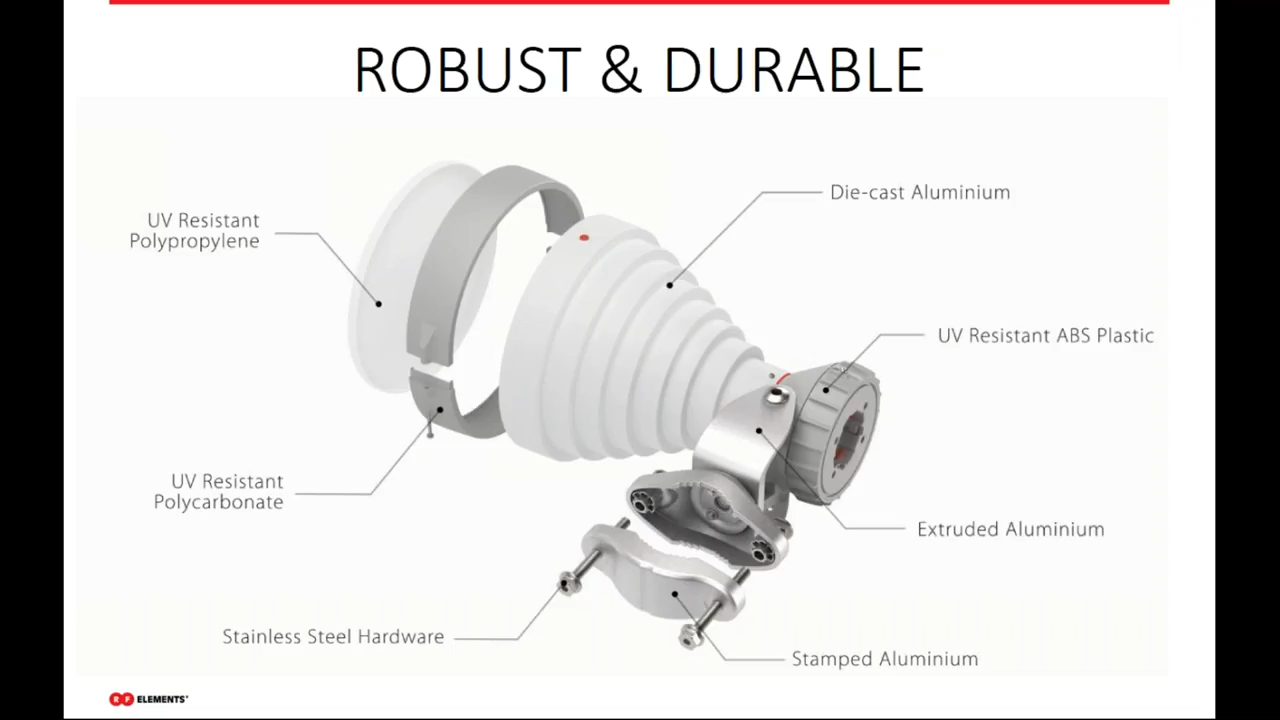 ROBUST & DURABLE
Die-cast Aluminium
UV Resistant
Polypropylene
UV Resistant ABS Plastic
UV Resistant
Polycarbonate
Extruded Aluminium
Stainless Steel Hardware
Stamped Aluminium
RF ELEMENTS